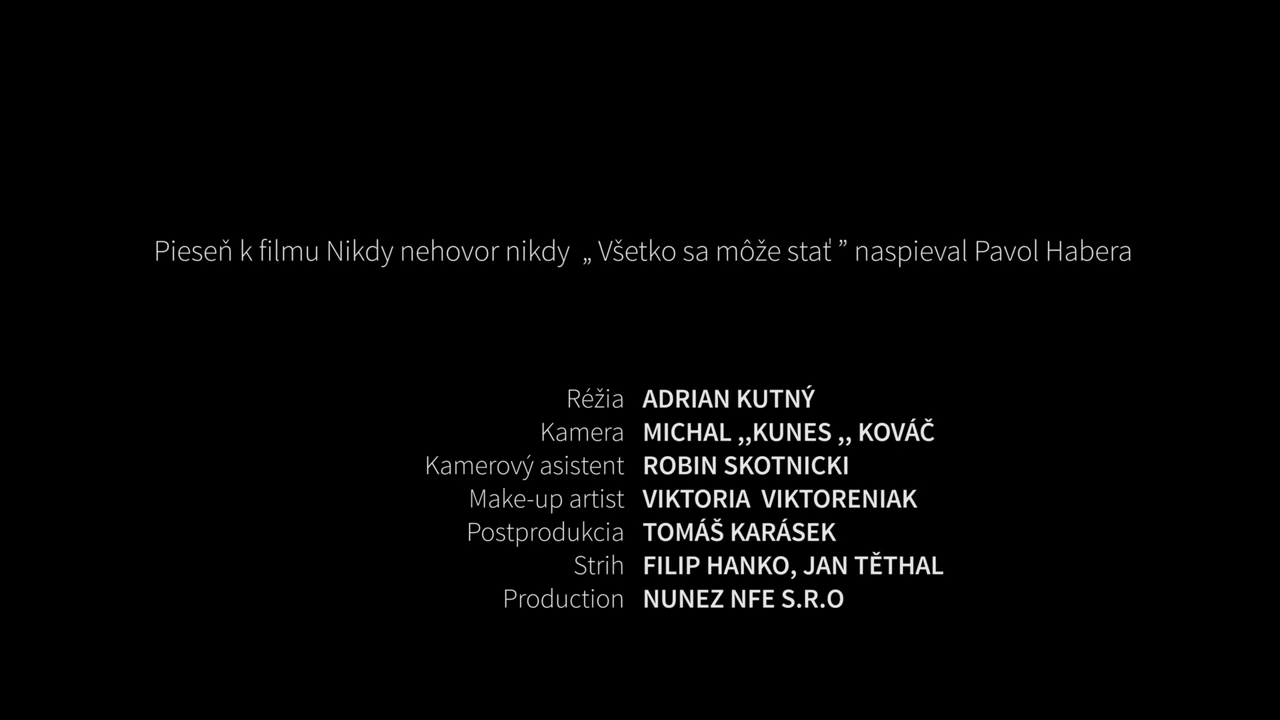 Pieseň k filmu Nikdy nehovor nikdy „ Všetko sa môže stať ” naspieval Pavol Habera
Réžia ADRIAN KUTNÝ
Kamera MICHAL ,,KUNES ,, KOVÁČ
Kamerový asistent ROBIN SKOTNICKI
Make-up artist VIKTORIA VIKTORENIAK
Postprodukcia TOMÁŠ KARÁSEK
Strih FILIP HANKO, JAN TĚTHAL
Production NUNEZ NFE S.R.O